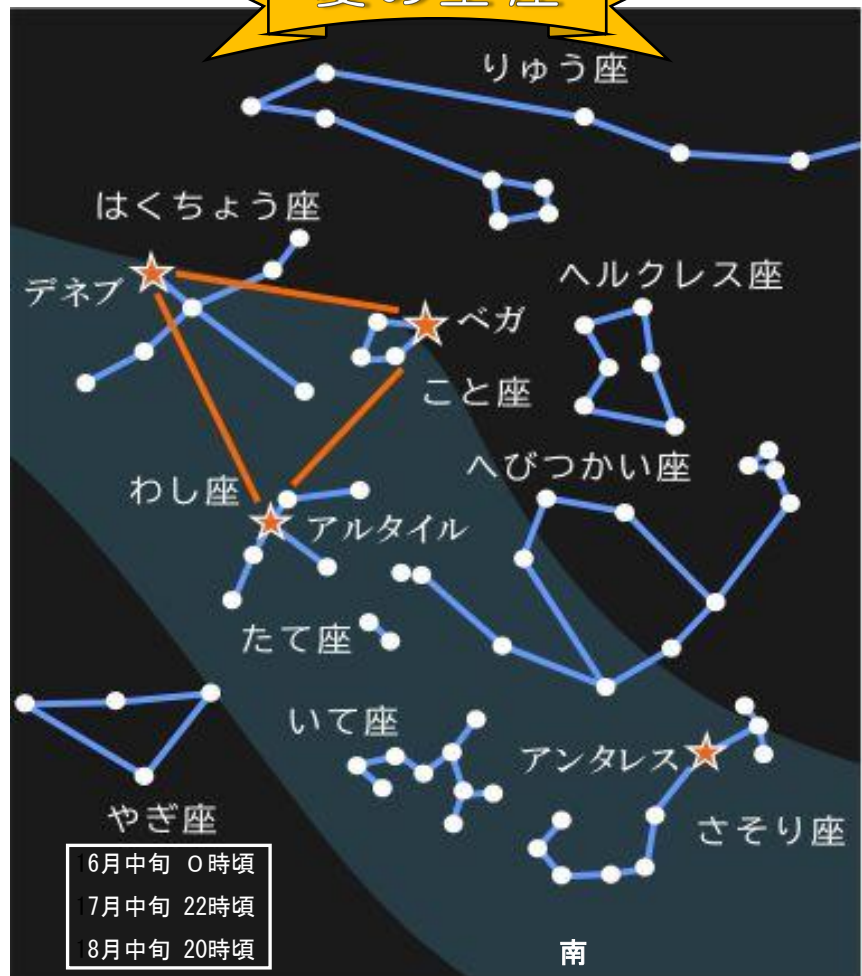 夏の星座
りゅう座
はくちょう座
デネブ
ヘルクレス座
ベガ
こと座
わし座
へびつかい座
アルタイル
たて座
いて座
アンタレス
やぎ座
さそり座
16月中旬 0時頃
17月中旬 22時頃
18月中旬 20時頃
南